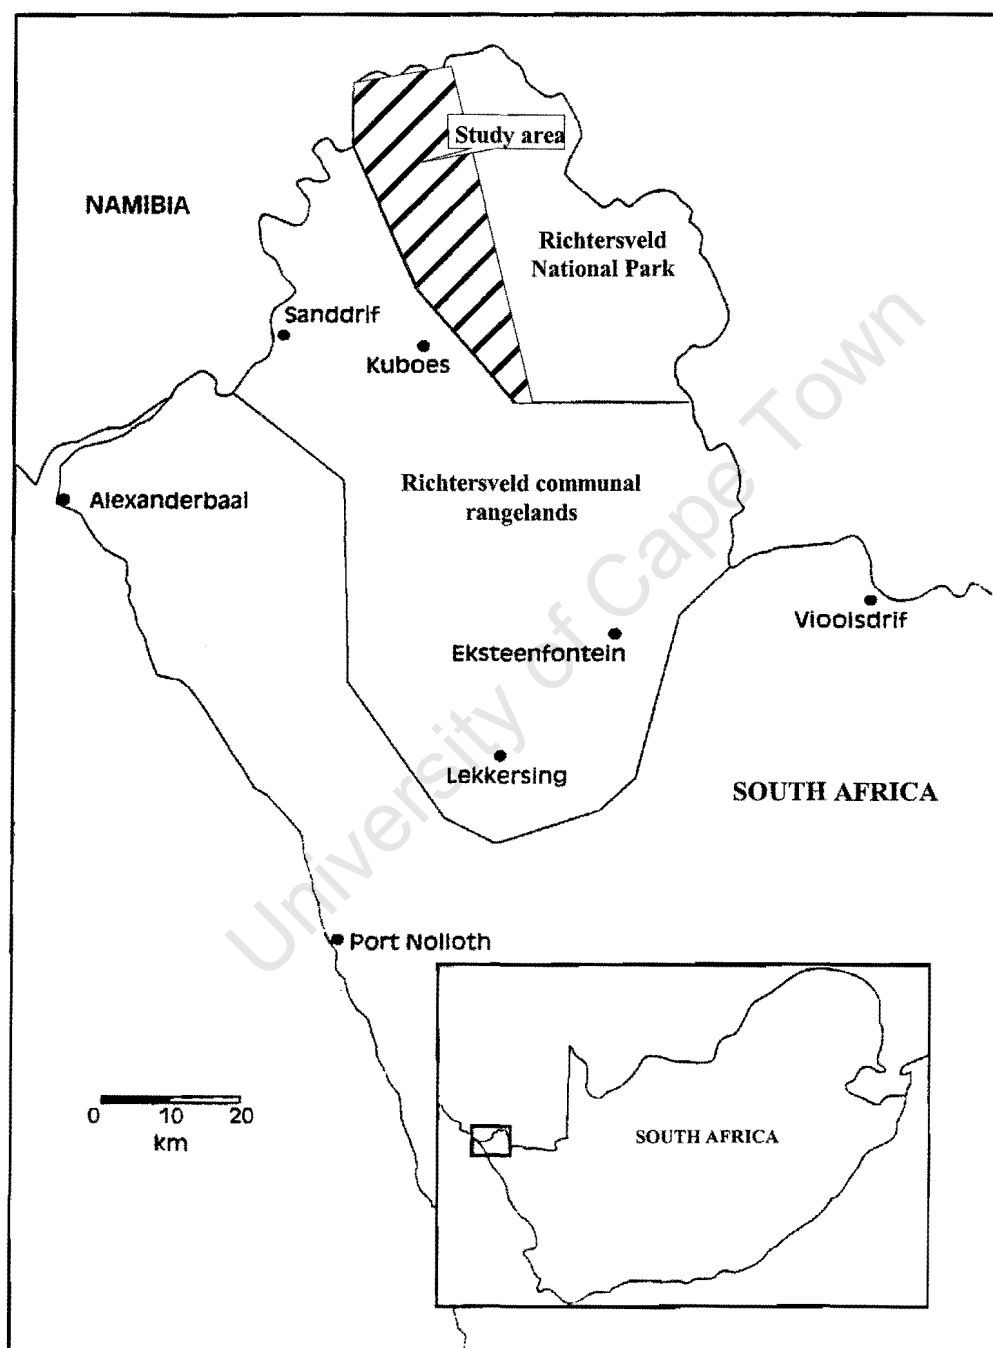 Study area
NAMIBIA
Richtersveld
National Park
Sanddrif
Kuboes
Richtersveld communal
rangelands
Alexanderbaai
Vioolsdrif
Eksteenfontein
Lekkersing
SOUTH AFRICA
Port Nolloth
0 10 20
km
SOUTH AFRICA
University of Cape Town